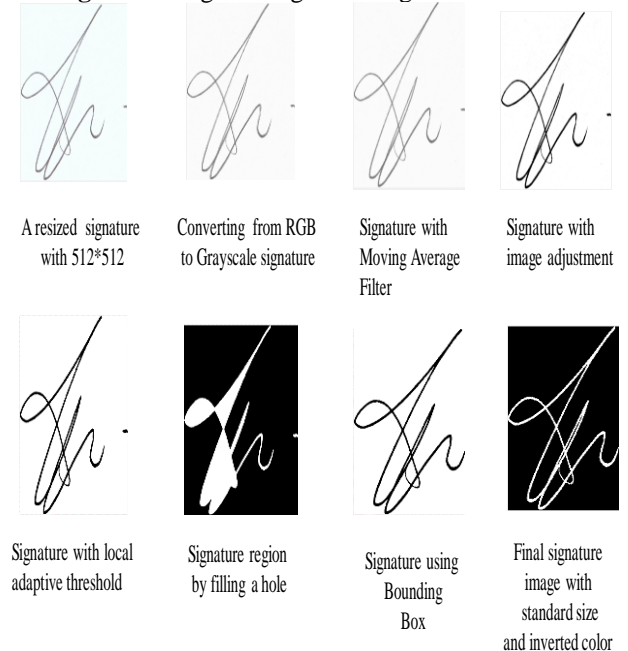 A resized signature
with 512*512
Converting from RGB
to Grayscale signature
Signature with
Moving Average
Filter
Signature with
image adjustment
Signature with local
adaptive threshold
Signature region
by filling a hole
Signature using
Bounding
Box
Final signature
image with
standard size
and inverted color